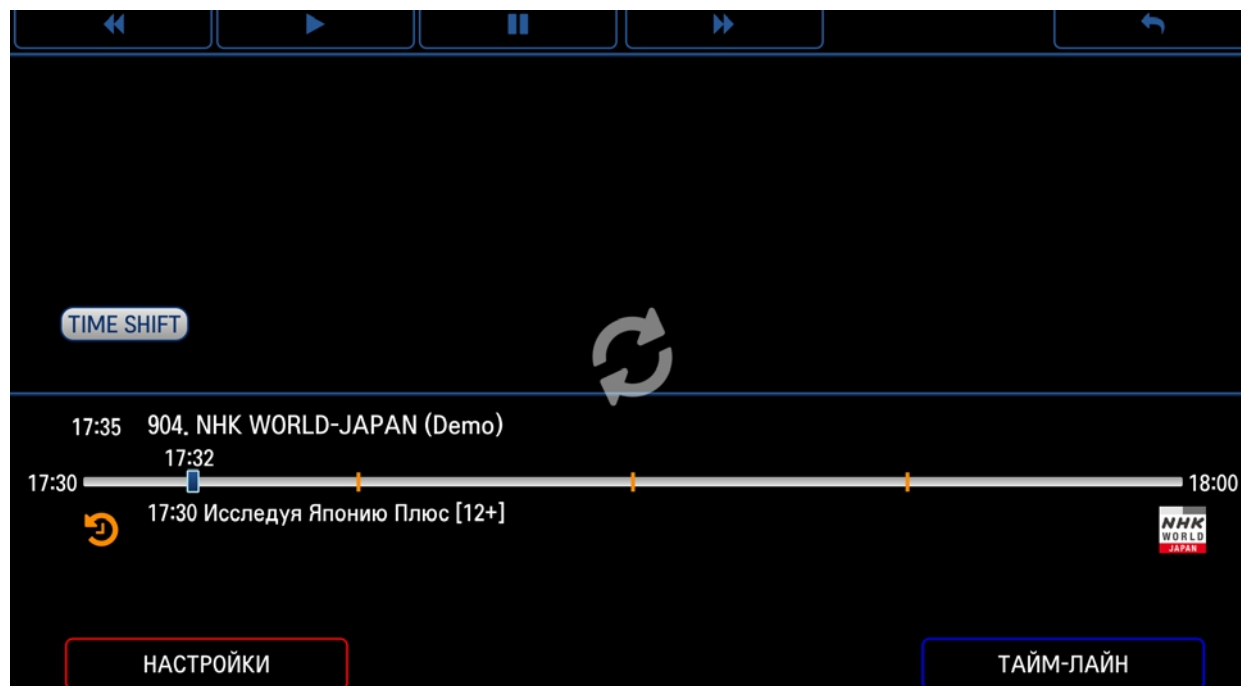 TIME SHIFT
17:35 904. NHK WORLD-JAPAN (Demo)
17:32
17:30 18:00
17:30 Исследуя Японию Плюс [12+]
NHK
WORLD
JAPAN
НАСТРОЙКИ ТАЙМ-ЛАЙН